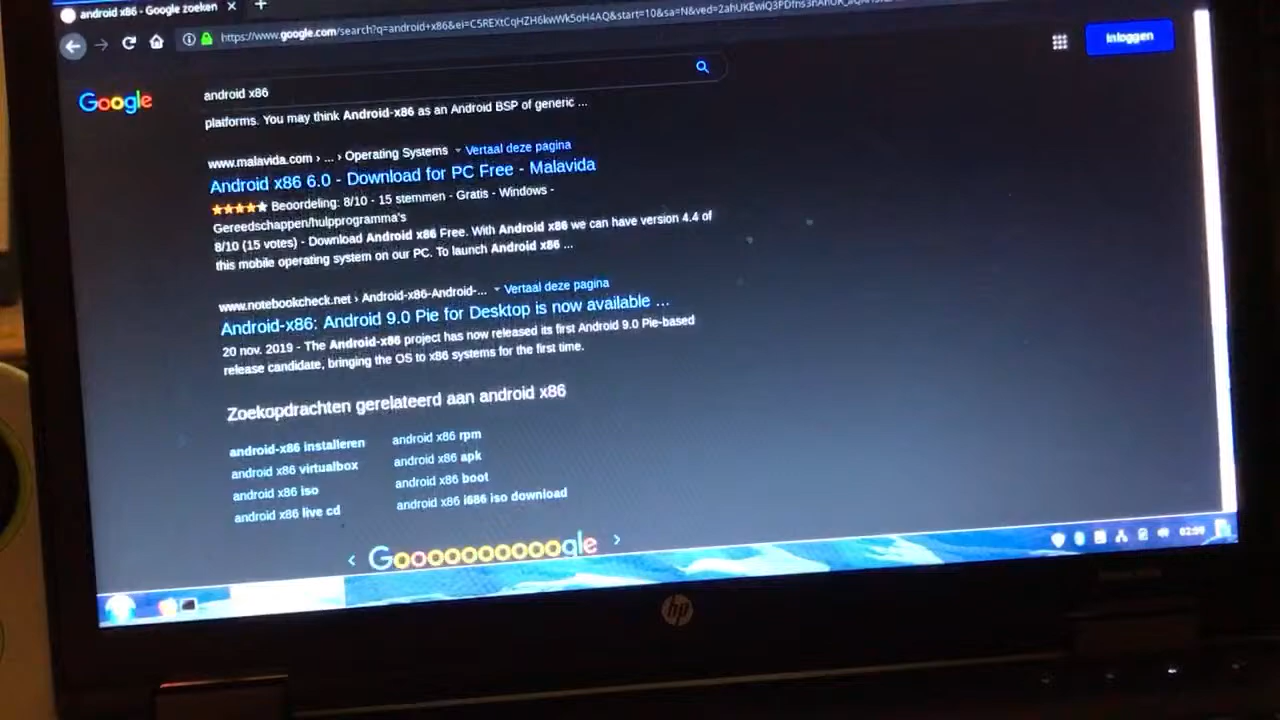 android x86 - Google zoeken
https://www.google.com/search?q=android+x86&ei=C5REXtCqHZH6kwWk5oH4AQ&start=10&sa=N&ved=
Google
android x86
Inloggen
platforms. You may think Android-x86 as an Android BSP of generic ...
www.malavida.com › ... › Operating Systems Vertaal deze pagina
Android x86 6.0 - Download for PC Free - Malavida
Beoordeling: 8/10 - 15 stemmen - Gratis - Windows -
Gereedschappen/hulpprogramma's
8/10 (15 votes) - Download Android x86 Free. With Android x86 we can have version 4.4 of
this mobile operating system on our PC. To launch Android x86 ...
www.notebookcheck.net › Android-x86-Android-... Vertaal deze pagina
Android-x86: Android 9.0 Pie for Desktop is now available ...
20 nov. 2019 - The Android-x86 project has now released its first Android 9.0 Pie-based
release candidate, bringing the OS to x86 systems for the first time.
Zoekopdrachten gerelateerd aan android x86
android-x86 installeren android x86 rpm
android x86 virtualbox android x86 apk
android x86 iso android x86 boot
android x86 live cd android x86 i686 iso download
‹ Goooooooooogle ›
hp